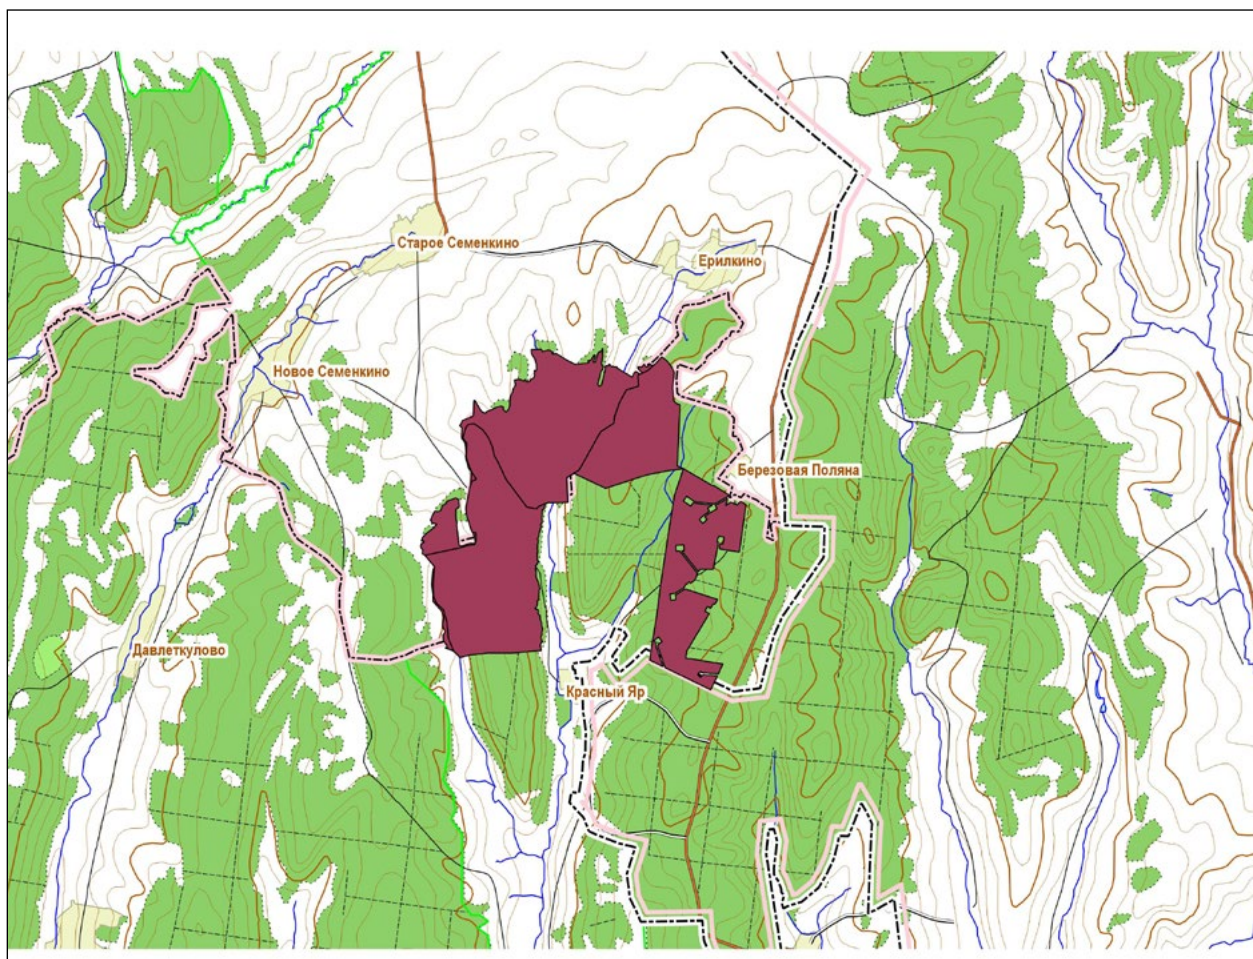 Старое Семенкино
Ерилкино
Новое Семенкино
Березовая Поляна
Давлеткулово
Красный Яр